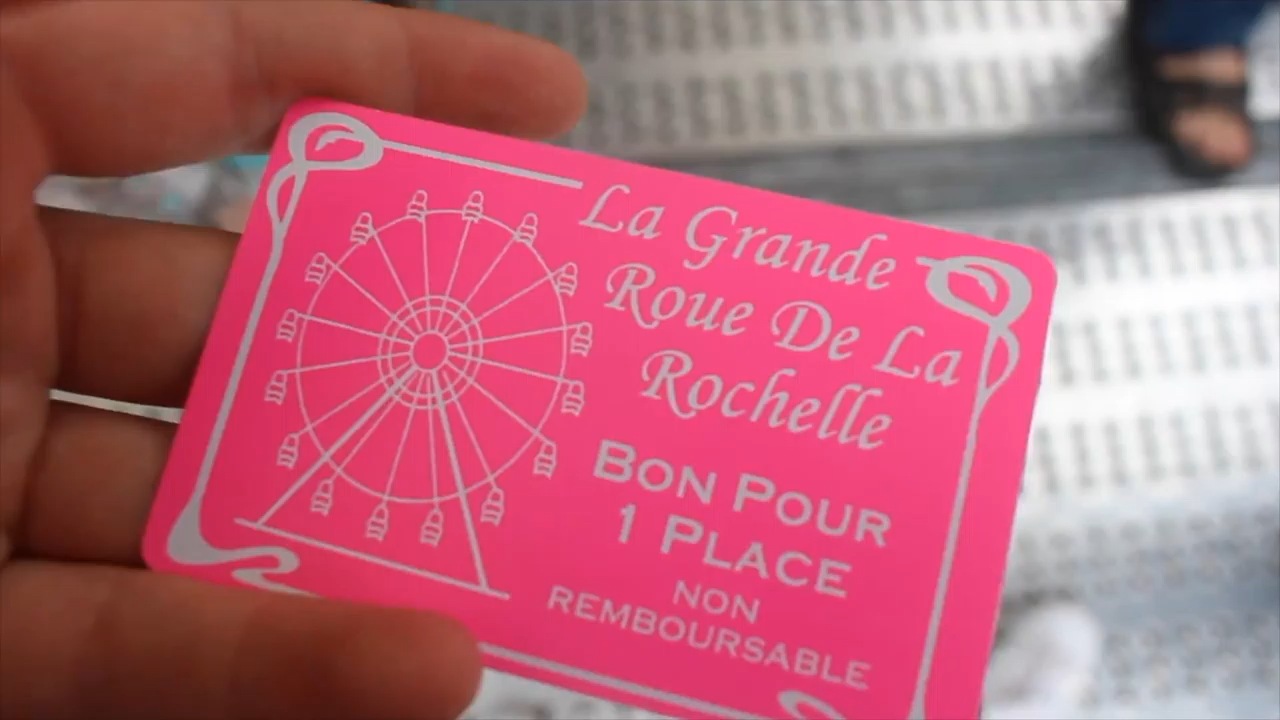 La Grande
Roue De La
Rochelle
BON POUR
1 PLACE
NON
REMBOURSABLE